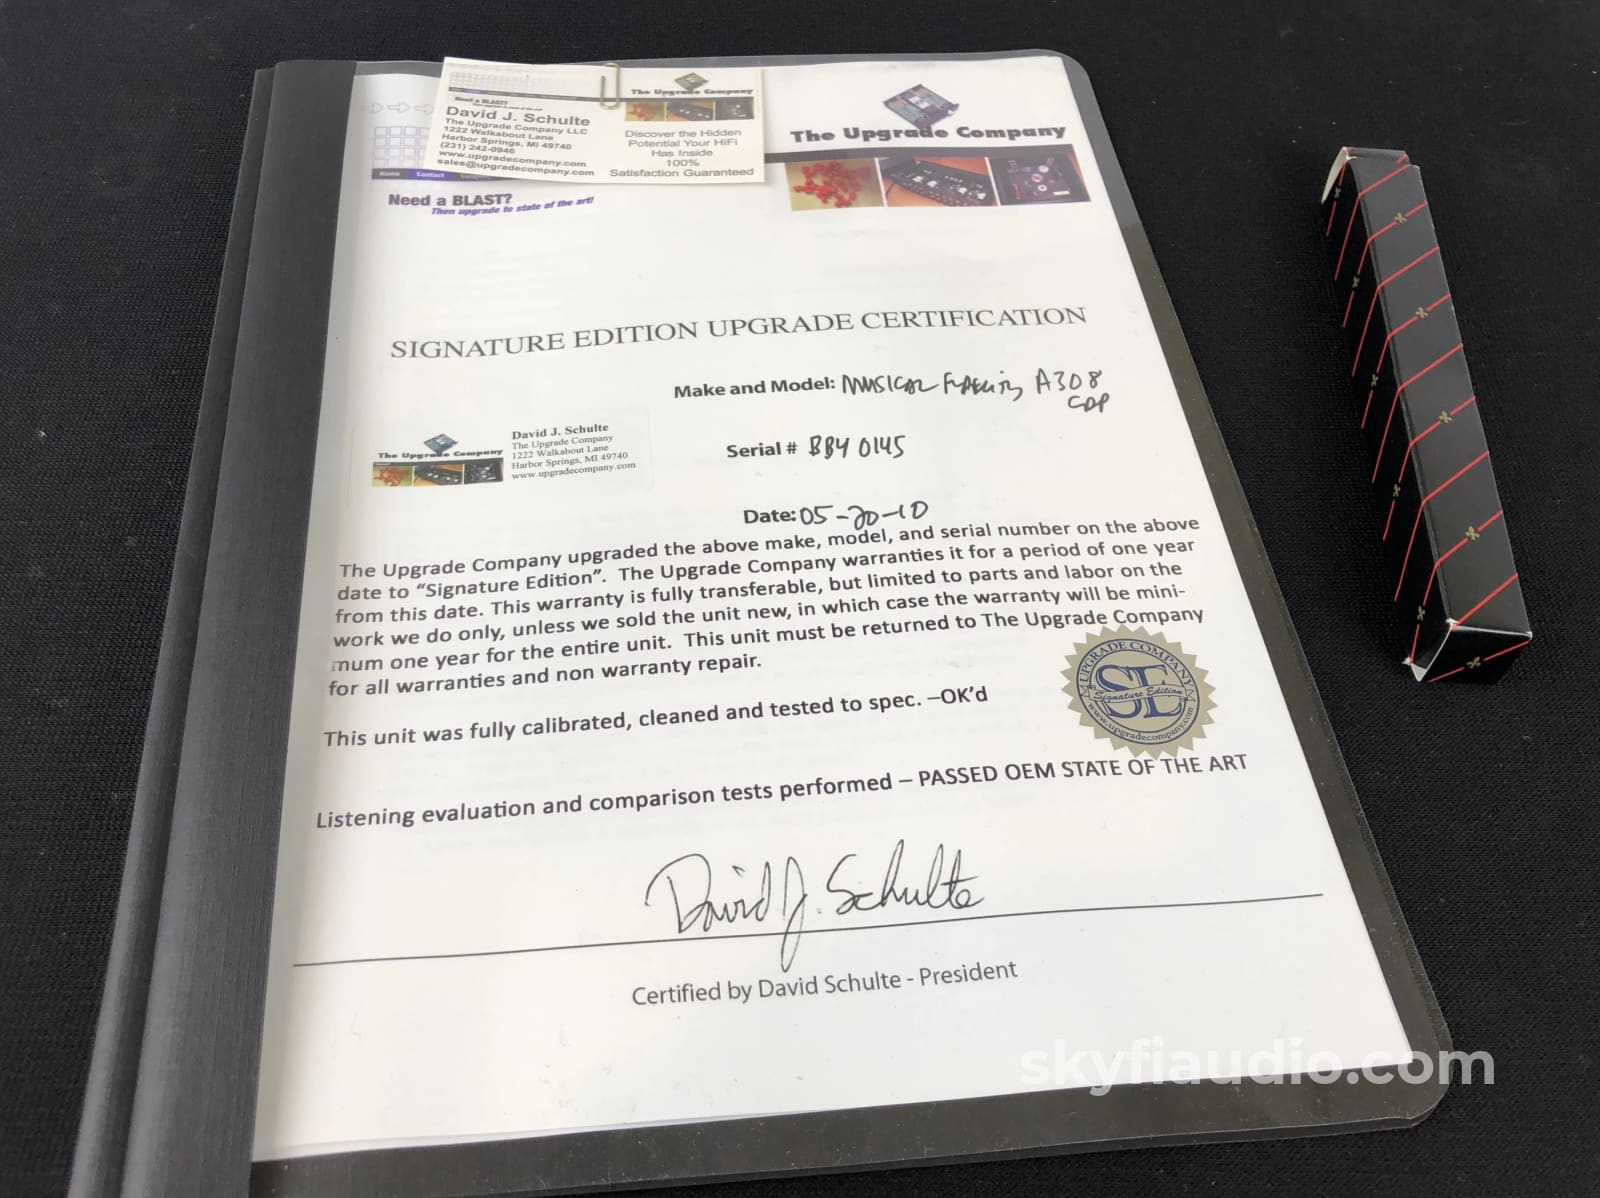 Need a BLAST?
David J. Schulte
The Upgrade Company LLC
1222 Walkabout Lane
Harbor Springs, MI 49740
(231) 242-0946
www.upgradecompany.com
sales@upgradecompany.com
The Upgrade Company
Discover the Hidden
Potential Your HiFi
Has Inside
100%
Satisfaction Guaranteed
The Upgrade Company
Home Contact
Need a BLAST?
Then upgrade to state of the art!
SIGNATURE EDITION UPGRADE CERTIFICATION
Make and Model: MUSICAL FIDELITY A308
CDP
The Upgrade Company
David J. Schulte
The Upgrade Company
1222 Walkabout Lane
Harbor Springs, MI 49740
www.upgradecompany.com
Serial # BBY 0145
Date: 05-20-10
The Upgrade Company upgraded the above make, model, and serial number on the above
date to “Signature Edition”. The Upgrade Company warranties it for a period of one year
from this date. This warranty is fully transferable, but limited to parts and labor on the
work we do only, unless we sold the unit new, in which case the warranty will be mini-
mum one year for the entire unit. This unit must be returned to The Upgrade Company
for all warranties and non warranty repair.
UPGRADE COMPANY
SE
Signature Edition
www.upgradecompany.com
This unit was fully calibrated, cleaned and tested to spec. –OK’d
Listening evaluation and comparison tests performed – PASSED OEM STATE OF THE ART
David J. Schulte
Certified by David Schulte - President
skyfiaudio.com